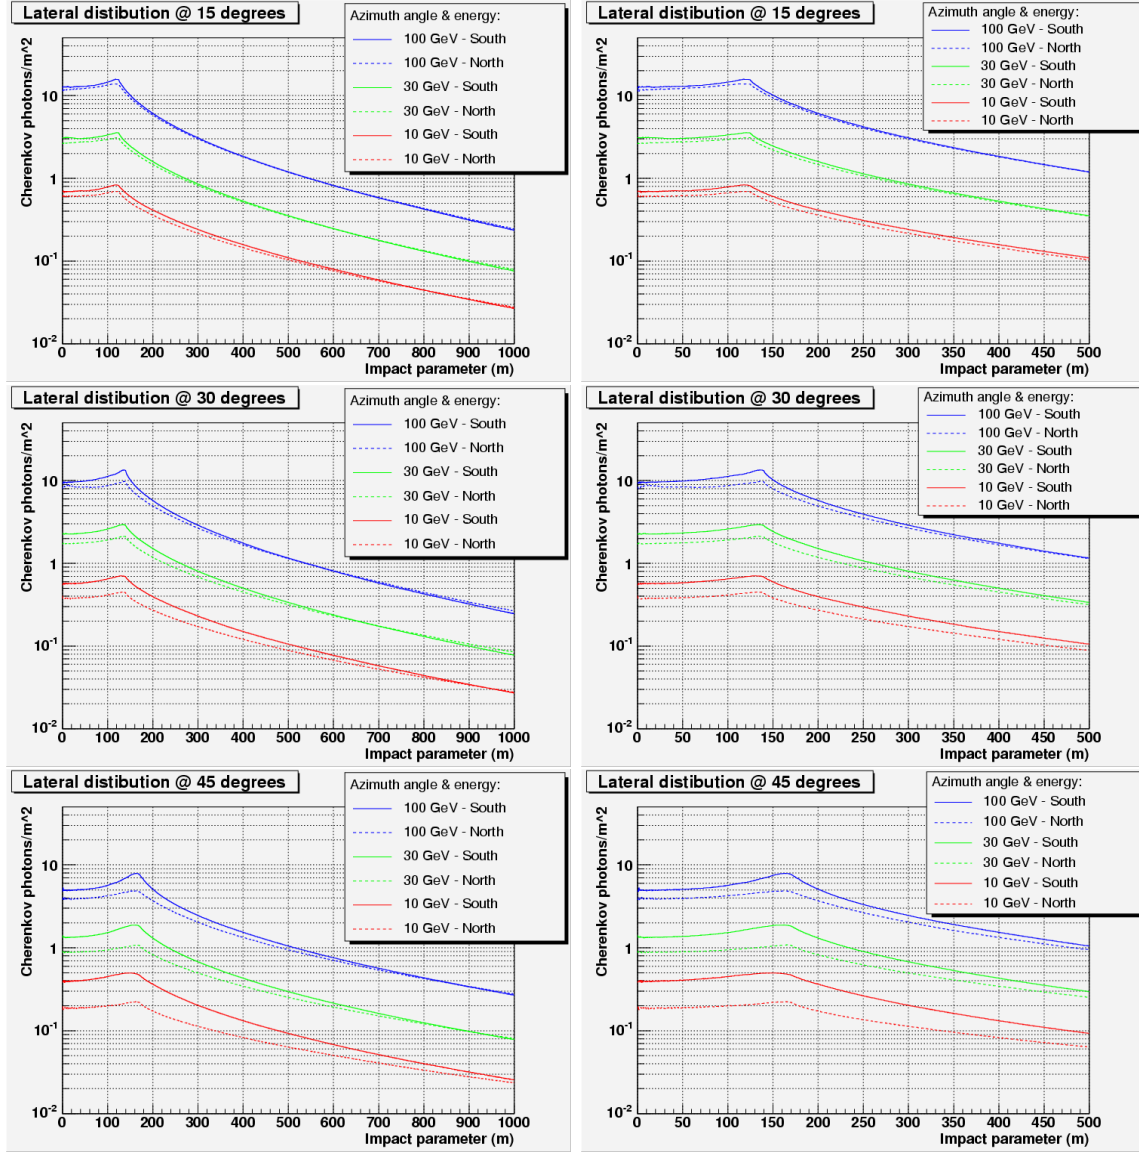 Lateral distibution @ 15 degrees
Cherenkov photons/m^2
10
1
10^-1
10^-2
Azimuth angle & energy:
100 GeV - South
100 GeV - North
30 GeV - South
30 GeV - North
10 GeV - South
10 GeV - North
0 100 200 300 400 500 600 700 800 900 1000
Impact parameter (m)
Lateral distibution @ 15 degrees
Cherenkov photons/m^2
10
1
10^-1
10^-2
Azimuth angle & energy:
100 GeV - South
100 GeV - North
30 GeV - South
30 GeV - North
10 GeV - South
10 GeV - North
0 50 100 150 200 250 300 350 400 450 500
Impact parameter (m)
Lateral distibution @ 30 degrees
Cherenkov photons/m^2
10
1
10^-1
10^-2
Azimuth angle & energy:
100 GeV - South
100 GeV - North
30 GeV - South
30 GeV - North
10 GeV - South
10 GeV - North
0 100 200 300 400 500 600 700 800 900 1000
Impact parameter (m)
Lateral distibution @ 30 degrees
Cherenkov photons/m^2
10
1
10^-1
10^-2
Azimuth angle & energy:
100 GeV - South
100 GeV - North
30 GeV - South
30 GeV - North
10 GeV - South
10 GeV - North
0 50 100 150 200 250 300 350 400 450 500
Impact parameter (m)
Lateral distibution @ 45 degrees
Cherenkov photons/m^2
10
1
10^-1
10^-2
Azimuth angle & energy:
100 GeV - South
100 GeV - North
30 GeV - South
30 GeV - North
10 GeV - South
10 GeV - North
0 100 200 300 400 500 600 700 800 900 1000
Impact parameter (m)
Lateral distibution @ 45 degrees
Cherenkov photons/m^2
10
1
10^-1
10^-2
Azimuth angle & energy:
100 GeV - South
100 GeV - North
30 GeV - South
30 GeV - North
10 GeV - South
10 GeV - North
0 50 100 150 200 250 300 350 400 450 500
Impact parameter (m)